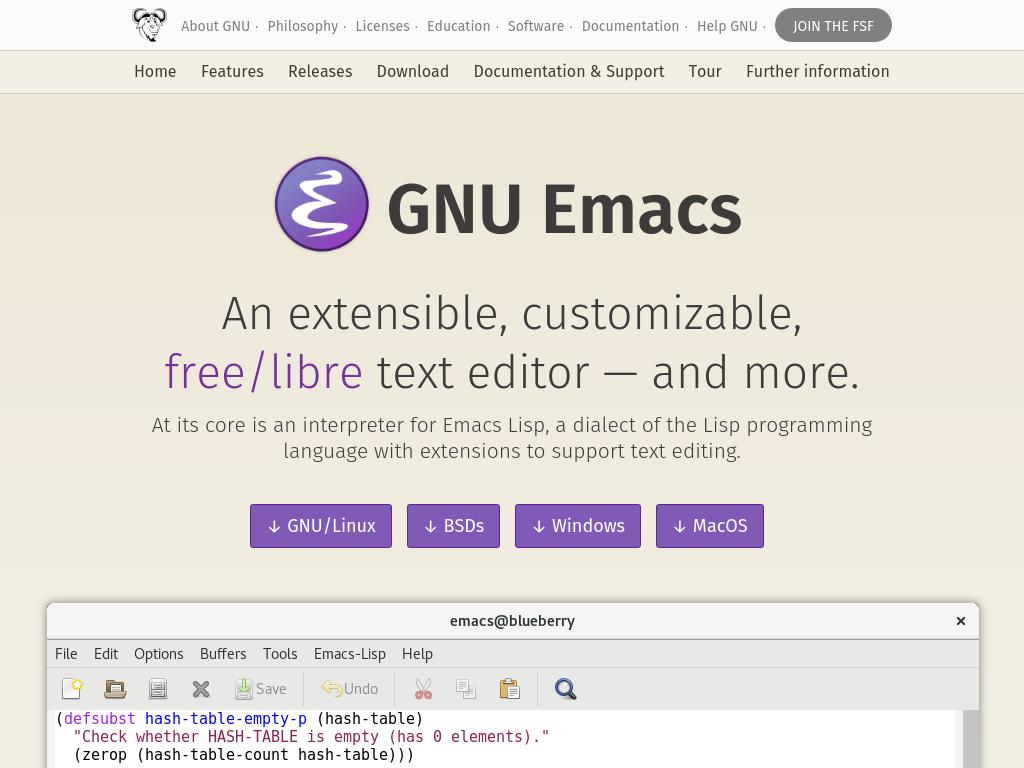 About GNU · Philosophy · Licenses · Education · Software · Documentation · Help GNU · JOIN THE FSF
Home Features Releases Download Documentation & Support Tour Further information
GNU Emacs
An extensible, customizable,
free/libre text editor — and more.
At its core is an interpreter for Emacs Lisp, a dialect of the Lisp programming
language with extensions to support text editing.
↓ GNU/Linux ↓ BSDs ↓ Windows ↓ MacOS
emacs@blueberry ×
File Edit Options Buffers Tools Emacs-Lisp Help
Save Undo
(defsubst hash-table-empty-p (hash-table)
  "Check whether HASH-TABLE is empty (has 0 elements)."
  (zerop (hash-table-count hash-table)))